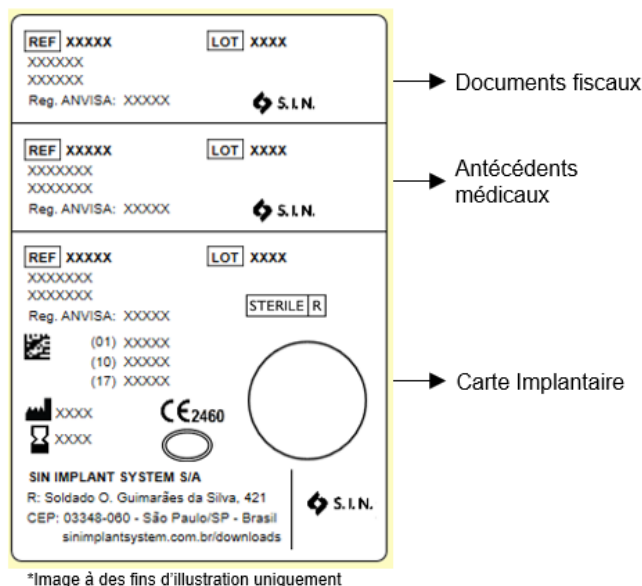 REF XXXXX LOT XXXX
XXXXXX
XXXXXX
Reg. ANVISA: XXXXX S.I.N.
Documents fiscaux
REF XXXXX LOT XXXX
XXXXXXX
XXXXXXX
Reg. ANVISA: XXXXX S.I.N.
Antécédents
médicaux
REF XXXXX LOT XXXX
XXXXXXX
XXXXXXX
Reg. ANVISA: XXXXX
STERILE R
(01) XXXXX
(10) XXXXX
(17) XXXXX
XXXX CE2460
XXXX
Carte Implantaire
SIN IMPLANT SYSTEM S/A
R: Soldado O. Guimarães da Silva, 421
CEP: 03348-060 - São Paulo/SP - Brasil
sinimplantsystem.com.br/downloads
S.I.N.
*Image à des fins d'illustration uniquement